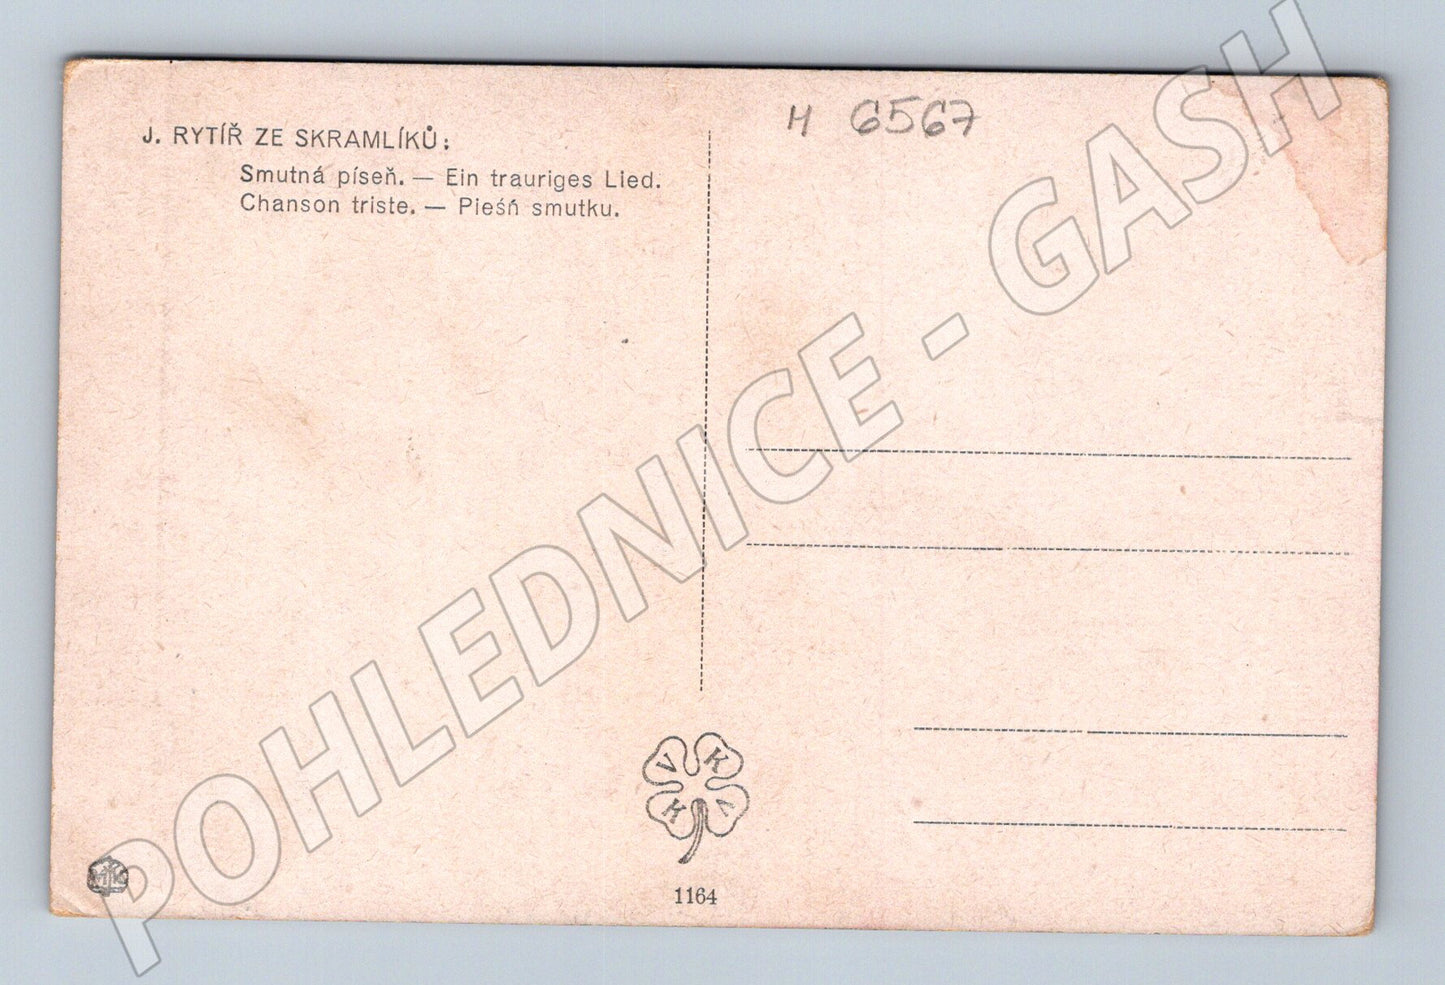 J. RYTÍŘ ZE SKRAMLÍKŮ:
Smutná píseň. — Ein trauriges Lied.
Chanson triste. — Pieśń smutku.
H 6567
POHLEDNICE - GASH
V K
K V
1164